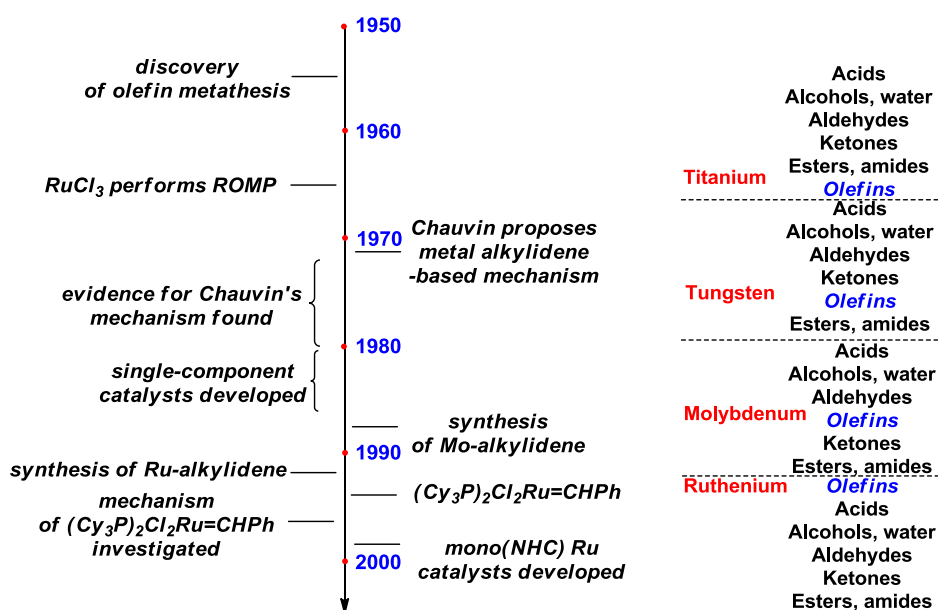 1950
discovery
of olefin metathesis
1960
RuCl3 performs ROMP
1970
Chauvin proposes
metal alkylidene
-based mechanism
evidence for Chauvin's
mechanism found
1980
single-component
catalysts developed
synthesis
of Mo-alkylidene
1990
synthesis of Ru-alkylidene
(Cy3P)2Cl2Ru=CHPh
mechanism
of (Cy3P)2Cl2Ru=CHPh
investigated
mono(NHC) Ru
catalysts developed
2000
Titanium
Acids
Alcohols, water
Aldehydes
Ketones
Esters, amides
Olefins
Tungsten
Acids
Alcohols, water
Aldehydes
Ketones
Olefins
Esters, amides
Molybdenum
Acids
Alcohols, water
Aldehydes
Olefins
Ketones
Esters, amides
Ruthenium
Olefins
Acids
Alcohols, water
Aldehydes
Ketones
Esters, amides